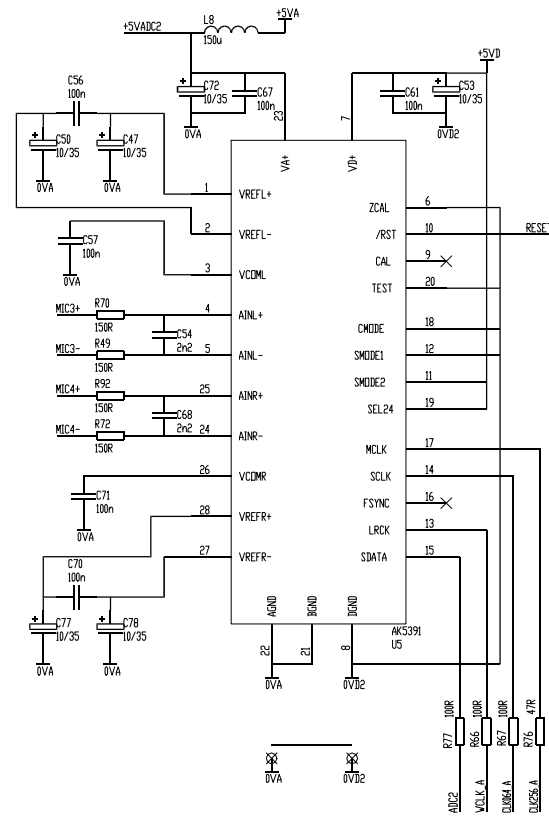 +5VADC2
L8
150u
+5VA
+5VD
C72
10/35
C67
100n
0VA
23
7
C61
100n
C53
10/35
0VD2
C56
100n
C50
10/35
C47
10/35
0VA
0VA
VA+
VD+
1
VREFL+
2
VREFL-
C57
100n
0VA
3
VCOML
ZCAL
6
/RST
10
RESET
CAL
9
TEST
20
MIC3+
R70
150R
4
AINL+
C54
2n2
MIC3-
R49
150R
5
AINL-
CMODE
18
SMODE1
12
SMODE2
11
SEL24
19
MIC4+
R92
150R
25
AINR+
C68
2n2
MIC4-
R72
150R
24
AINR-
MCLK
17
SCLK
14
FSYNC
16
LRCK
13
SDATA
15
26
VCOMR
C71
100n
0VA
28
VREFR+
27
VREFR-
C70
100n
C77
10/35
C78
10/35
0VA
0VA
AGND
BGND
DGND
22
21
8
AK5391
U5
0VA
0VD2
0VA
0VD2
R77
100R
R66
100R
R67
100R
R76
47R
ADC2
WCLK_A
CLK064_A
CLK256_A